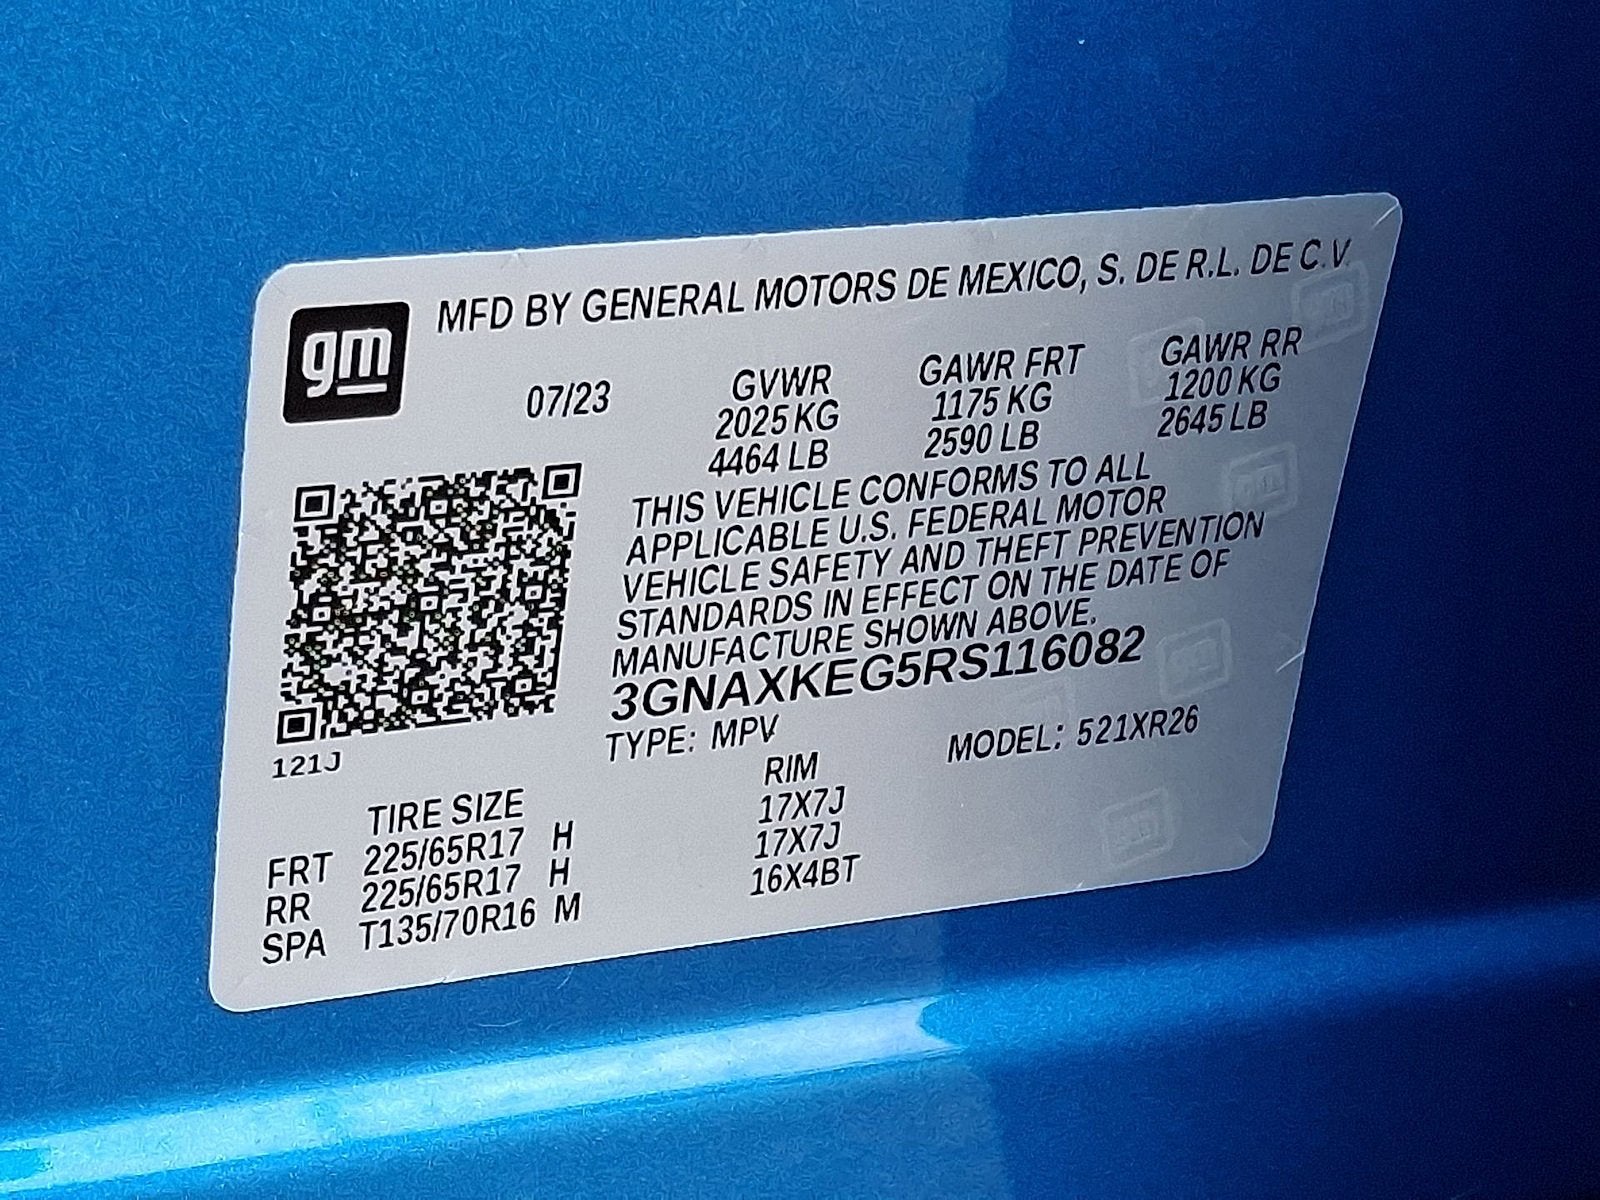 gm
MFD BY GENERAL MOTORS DE MEXICO, S. DE R.L. DE C.V.
07/23
GVWR
2025 KG
4464 LB
GAWR FRT
1175 KG
2590 LB
GAWR RR
1200 KG
2645 LB
THIS VEHICLE CONFORMS TO ALL
APPLICABLE U.S. FEDERAL MOTOR
VEHICLE SAFETY AND THEFT PREVENTION
STANDARDS IN EFFECT ON THE DATE OF
MANUFACTURE SHOWN ABOVE.
3GNAXKEG5RS116082
TYPE: MPV MODEL: 521XR26
121J
TIRE SIZE RIM
FRT 225/65R17 H 17X7J
RR 225/65R17 H 17X7J
SPA T135/70R16 M 16X4BT